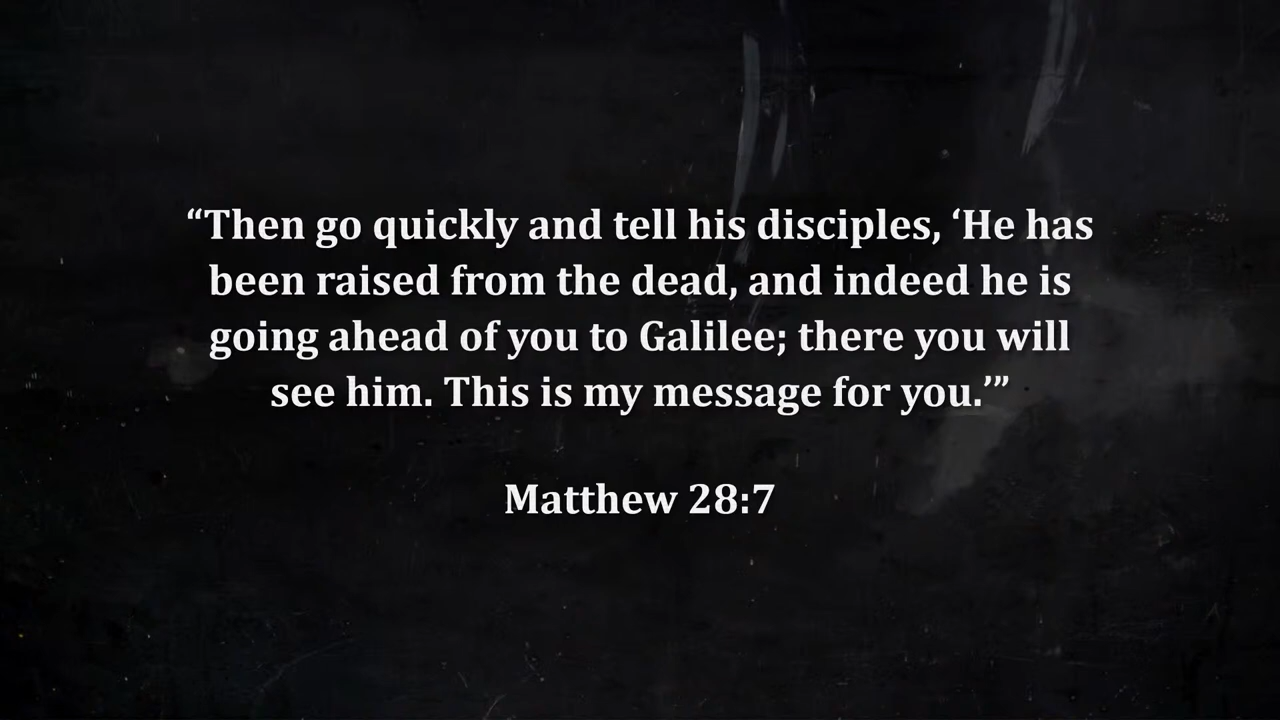 “Then go quickly and tell his disciples, ‘He has
been raised from the dead, and indeed he is
going ahead of you to Galilee; there you will
see him. This is my message for you.’”
Matthew 28:7